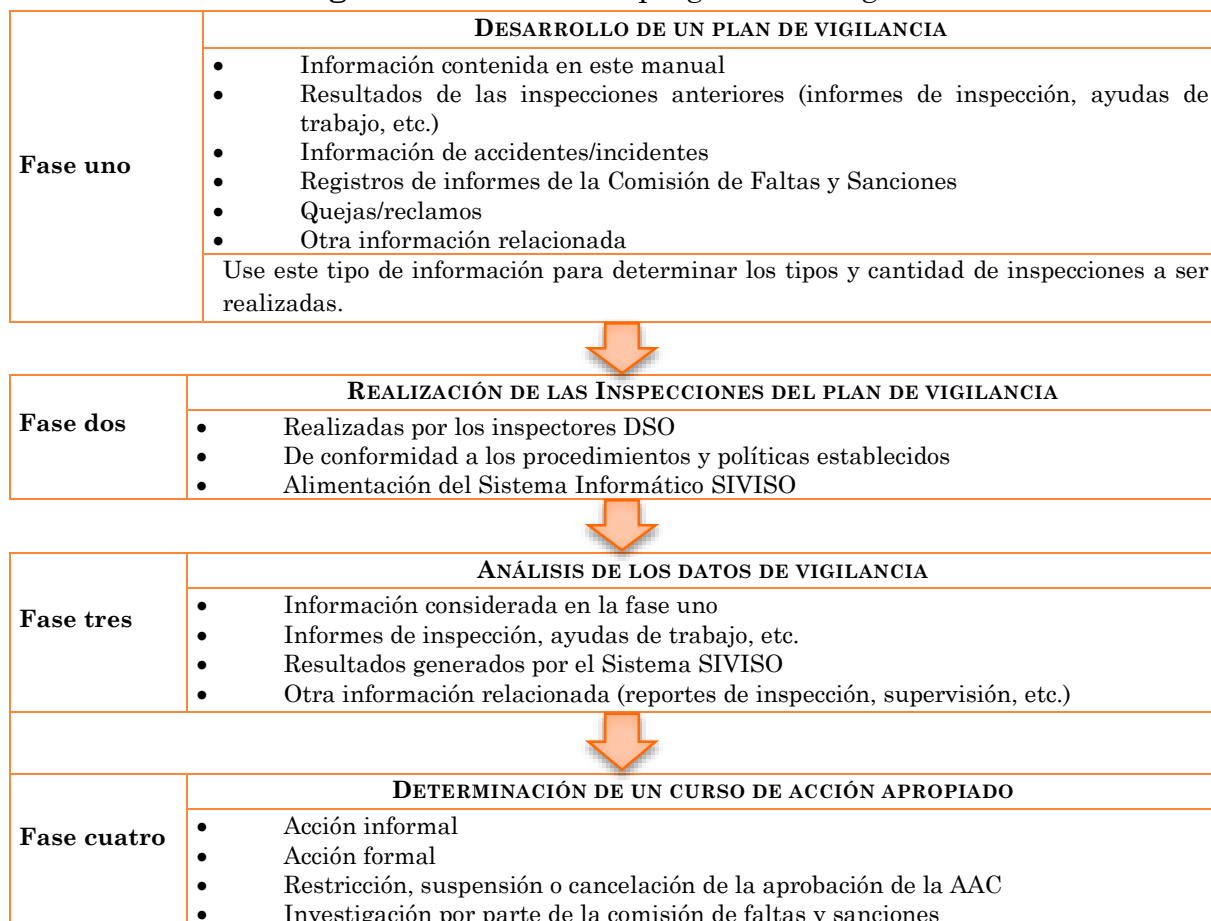 DESARROLLO DE UN PLAN DE VIGILANCIA
Fase uno
• Información contenida en este manual
• Resultados de las inspecciones anteriores (informes de inspección, ayudas de
trabajo, etc.)
• Información de accidentes/incidentes
• Registros de informes de la Comisión de Faltas y Sanciones
• Quejas/reclamos
• Otra información relacionada
Use este tipo de información para determinar los tipos y cantidad de inspecciones a ser
realizadas.
REALIZACIÓN DE LAS INSPECCIONES DEL PLAN DE VIGILANCIA
Fase dos
• Realizadas por los inspectores DSO
• De conformidad a los procedimientos y políticas establecidos
• Alimentación del Sistema Informático SIVISO
ANÁLISIS DE LOS DATOS DE VIGILANCIA
Fase tres
• Información considerada en la fase uno
• Informes de inspección, ayudas de trabajo, etc.
• Resultados generados por el Sistema SIVISO
• Otra información relacionada (reportes de inspección, supervisión, etc.)
DETERMINACIÓN DE UN CURSO DE ACCIÓN APROPIADO
Fase cuatro
• Acción informal
• Acción formal
• Restricción, suspensión o cancelación de la aprobación de la AAC
• Investigación por parte de la comisión de faltas y sanciones